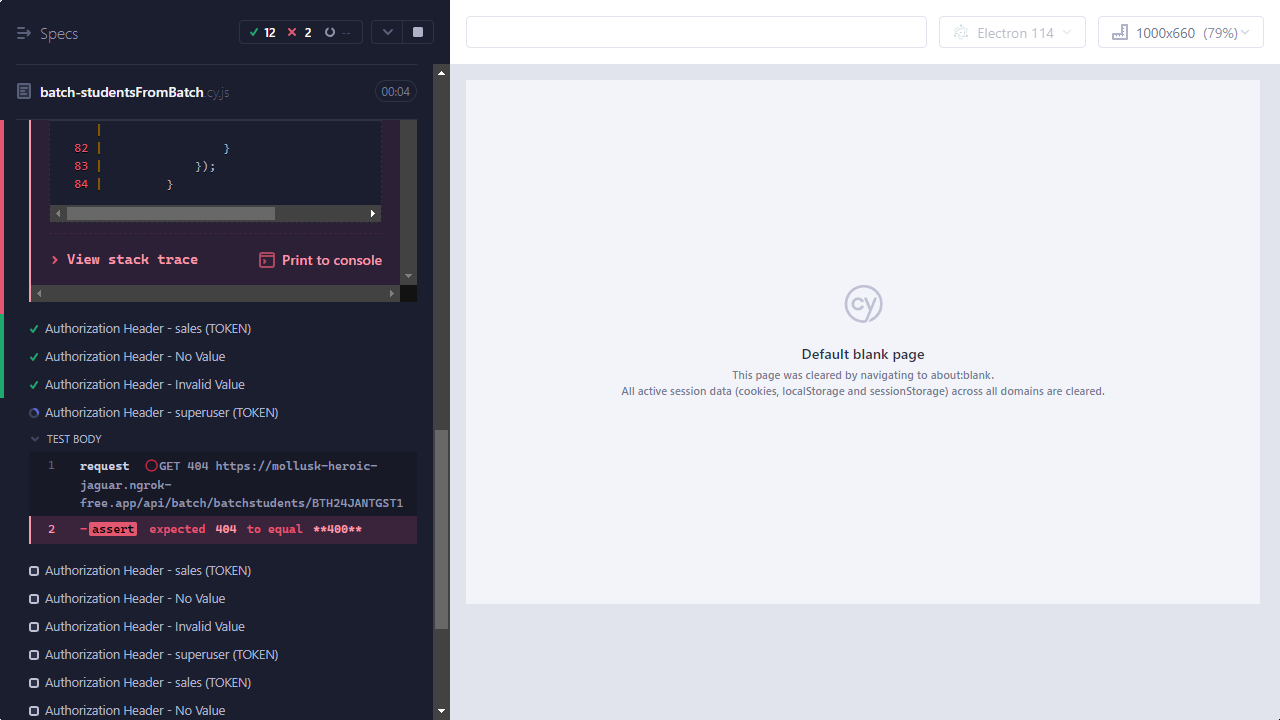 Specs
12
2
--
batch-studentsFromBatch.cy.js
00:04
82 | }
83 | });
84 | }
View stack trace
Print to console
Authorization Header - sales (TOKEN)
Authorization Header - No Value
Authorization Header - Invalid Value
Authorization Header - superuser (TOKEN)
TEST BODY
1 request GET 404 https://mollusk-heroic-
jaguar.ngrok-
free.app/api/batch/batchstudents/BTH24JANTGST1
2 -assert expected 404 to equal **400**
Authorization Header - sales (TOKEN)
Authorization Header - No Value
Authorization Header - Invalid Value
Authorization Header - superuser (TOKEN)
Authorization Header - sales (TOKEN)
Authorization Header - No Value
Electron 114
1000x660 (79%)
cy
Default blank page
This page was cleared by navigating to about:blank.
All active session data (cookies, localStorage and sessionStorage) across all domains are cleared.